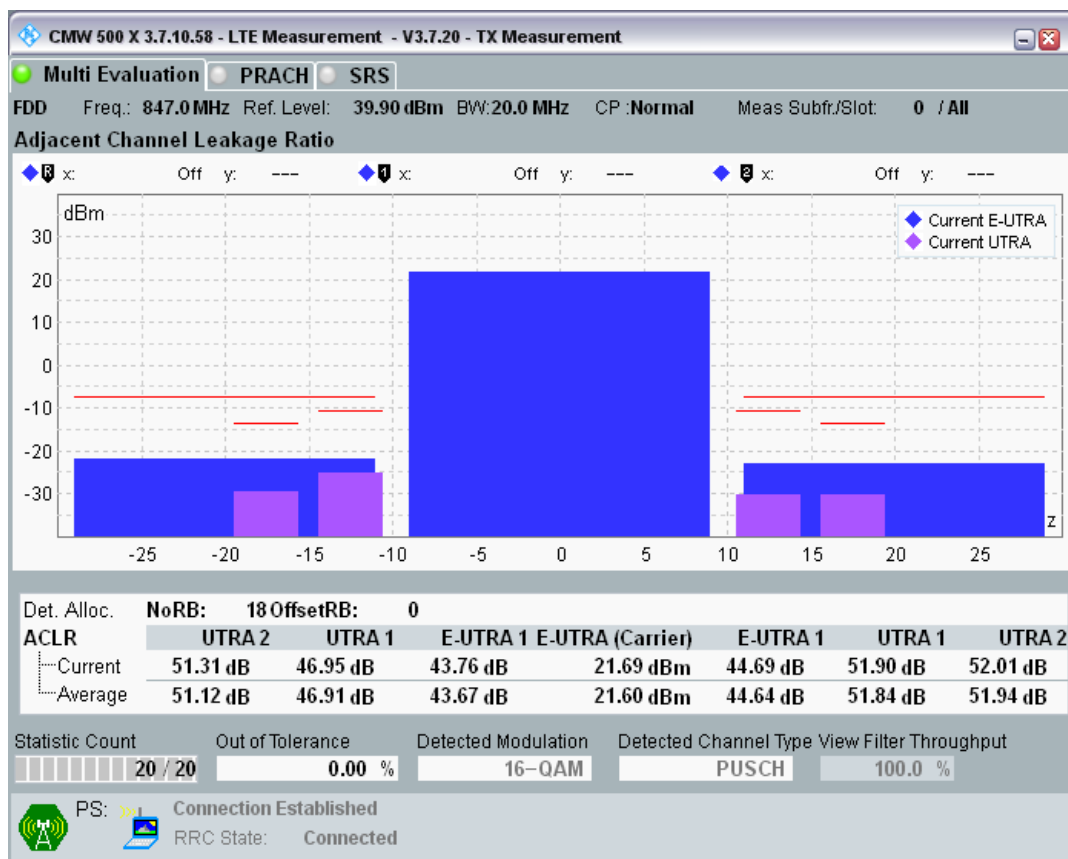 CMW 500 X 3.7.10.58 - LTE Measurement - V3.7.20 - TX Measurement
Multi Evaluation PRACH SRS
FDD Freq.: 847.0 MHz Ref. Level: 39.90 dBm BW:20.0 MHz CP :Normal Meas Subfr./Slot: 0 / All
Adjacent Channel Leakage Ratio
R x: Off y: --- 1 x: Off y: --- 2 x: Off y: ---
dBm
Current E-UTRA
Current UTRA
30
20
10
0
-10
-20
-30
z
-25 -20 -15 -10 -5 0 5 10 15 20 25
Det. Alloc. NoRB: 18 OffsetRB: 0
ACLR UTRA 2 UTRA 1 E-UTRA 1 E-UTRA (Carrier) E-UTRA 1 UTRA 1 UTRA 2
Current 51.31 dB 46.95 dB 43.76 dB 21.69 dBm 44.69 dB 51.90 dB 52.01 dB
Average 51.12 dB 46.91 dB 43.67 dB 21.60 dBm 44.64 dB 51.84 dB 51.94 dB
Statistic Count Out of Tolerance Detected Modulation Detected Channel Type View Filter Throughput
20 / 20 0.00 % 16-QAM PUSCH 100.0 %
PS: Connection Established
RRC State: Connected